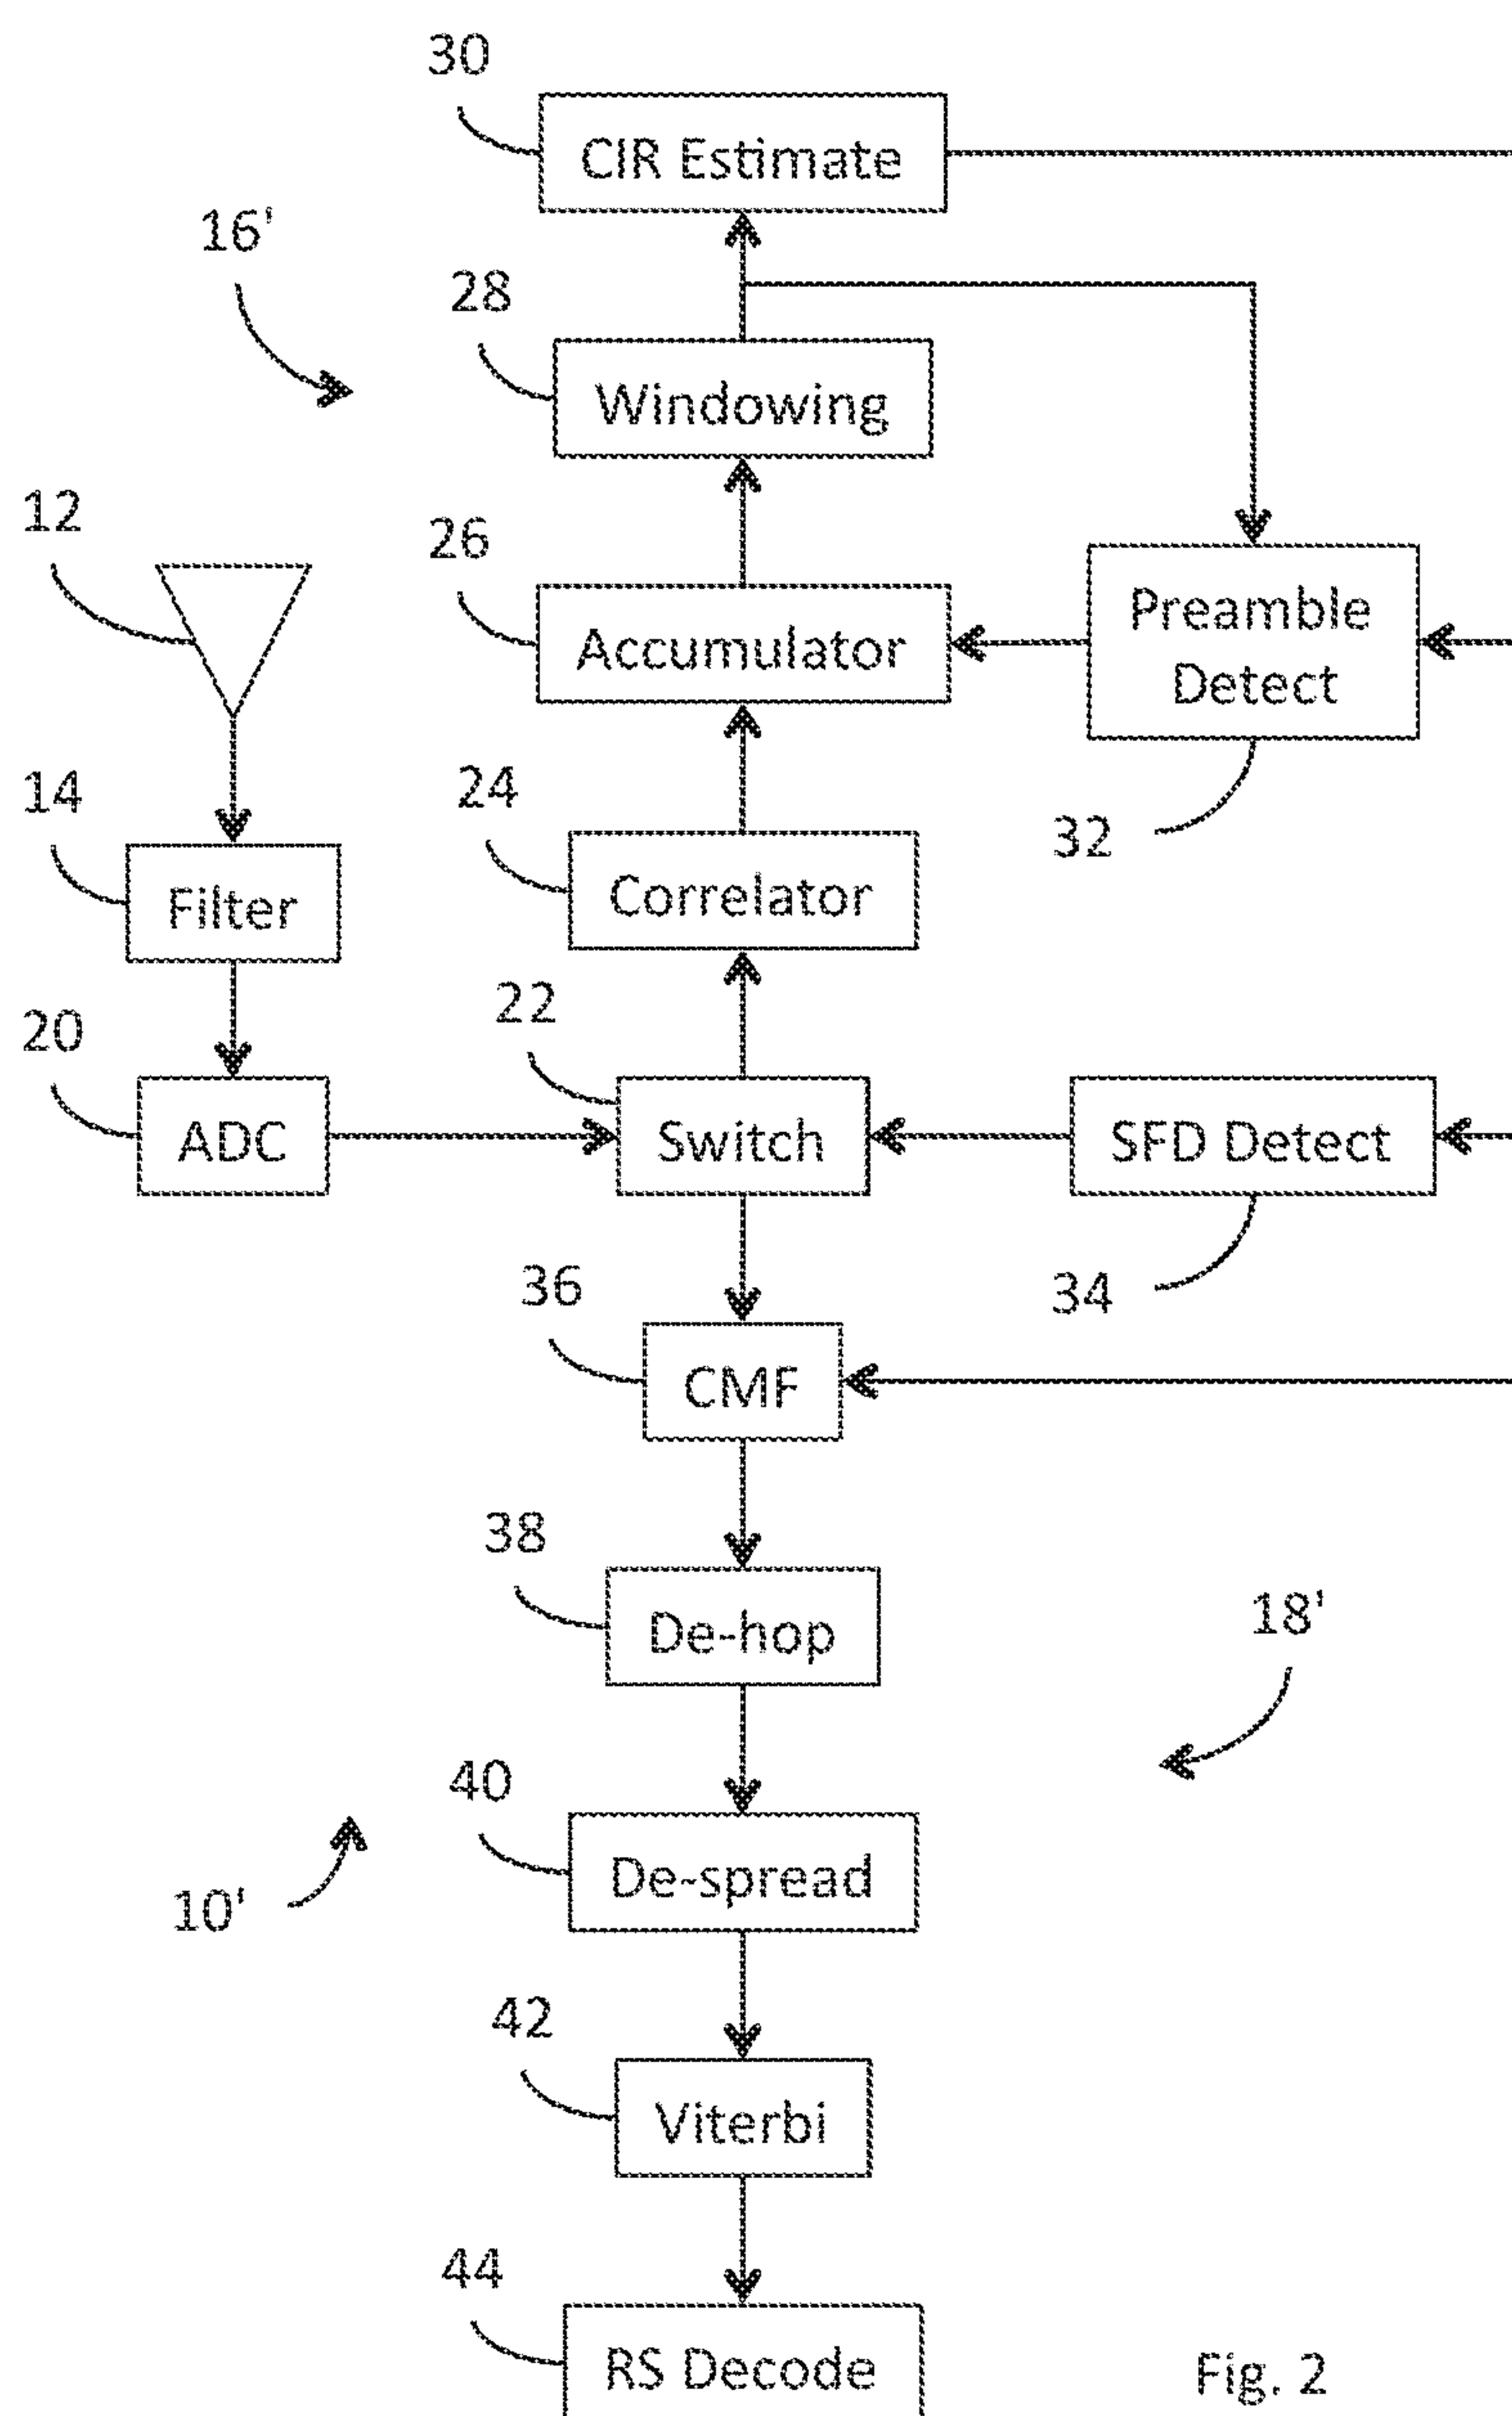 30
CIR Estimate
16'
28
Windowing
12
26
Accumulator
Preamble
Detect
14
24
32
Filter
Correlator
20
22
ADC
Switch
SFD Detect
36
34
CMF
38
De-hop
18'
40
De-spread
10'
42
Viterbi
44
RS Decode
Fig. 2